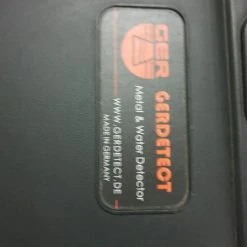 GER
GERDETECT
Metal & Water Detector
WWW.GERDETECT.DE
MADE IN GERMANY